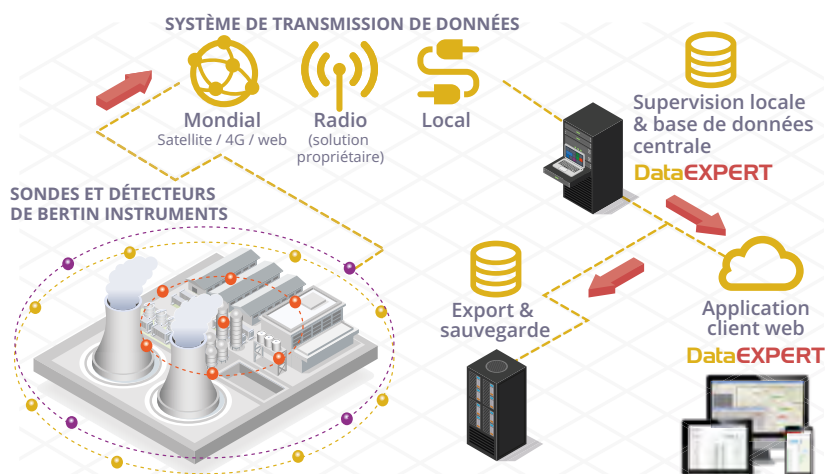 SYSTÈME DE TRANSMISSION DE DONNÉES
Mondial
Satellite / 4G / web
Radio
(solution
propriétaire)
Local
Supervision locale
& base de données
centrale
DataEXPERT
SONDES ET DÉTECTEURS
DE BERTIN INSTRUMENTS
Export &
sauvegarde
Application
client web
DataEXPERT